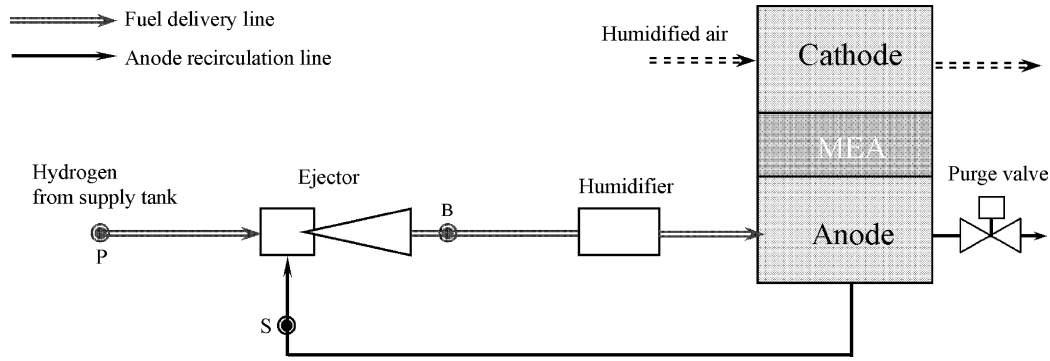 Fuel delivery line
Anode recirculation line
Humidified air
Cathode
MEA
Hydrogen
from supply tank
Ejector
Humidifier
Purge valve
P
B
Anode
S